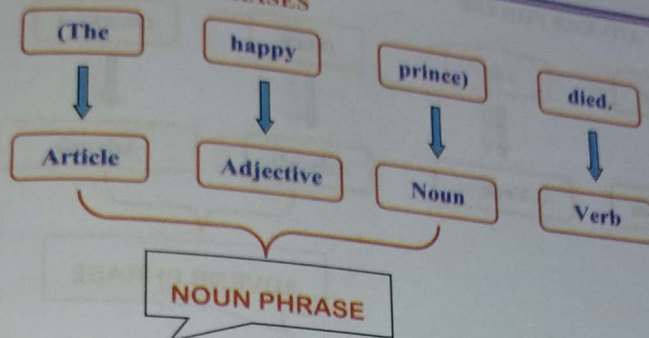 (The happy prince) died.
Article Adjective Noun Verb
NOUN PHRASE